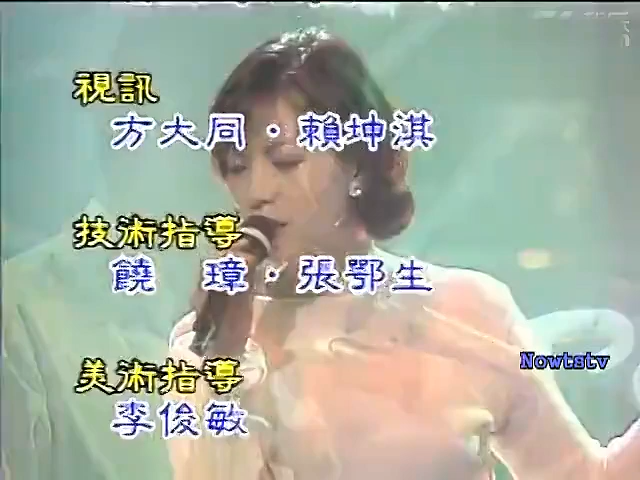 視訊
方大同·賴坤淇
技術指導
饒　璋·張鄂生
美術指導
李俊敏
Nowtstv